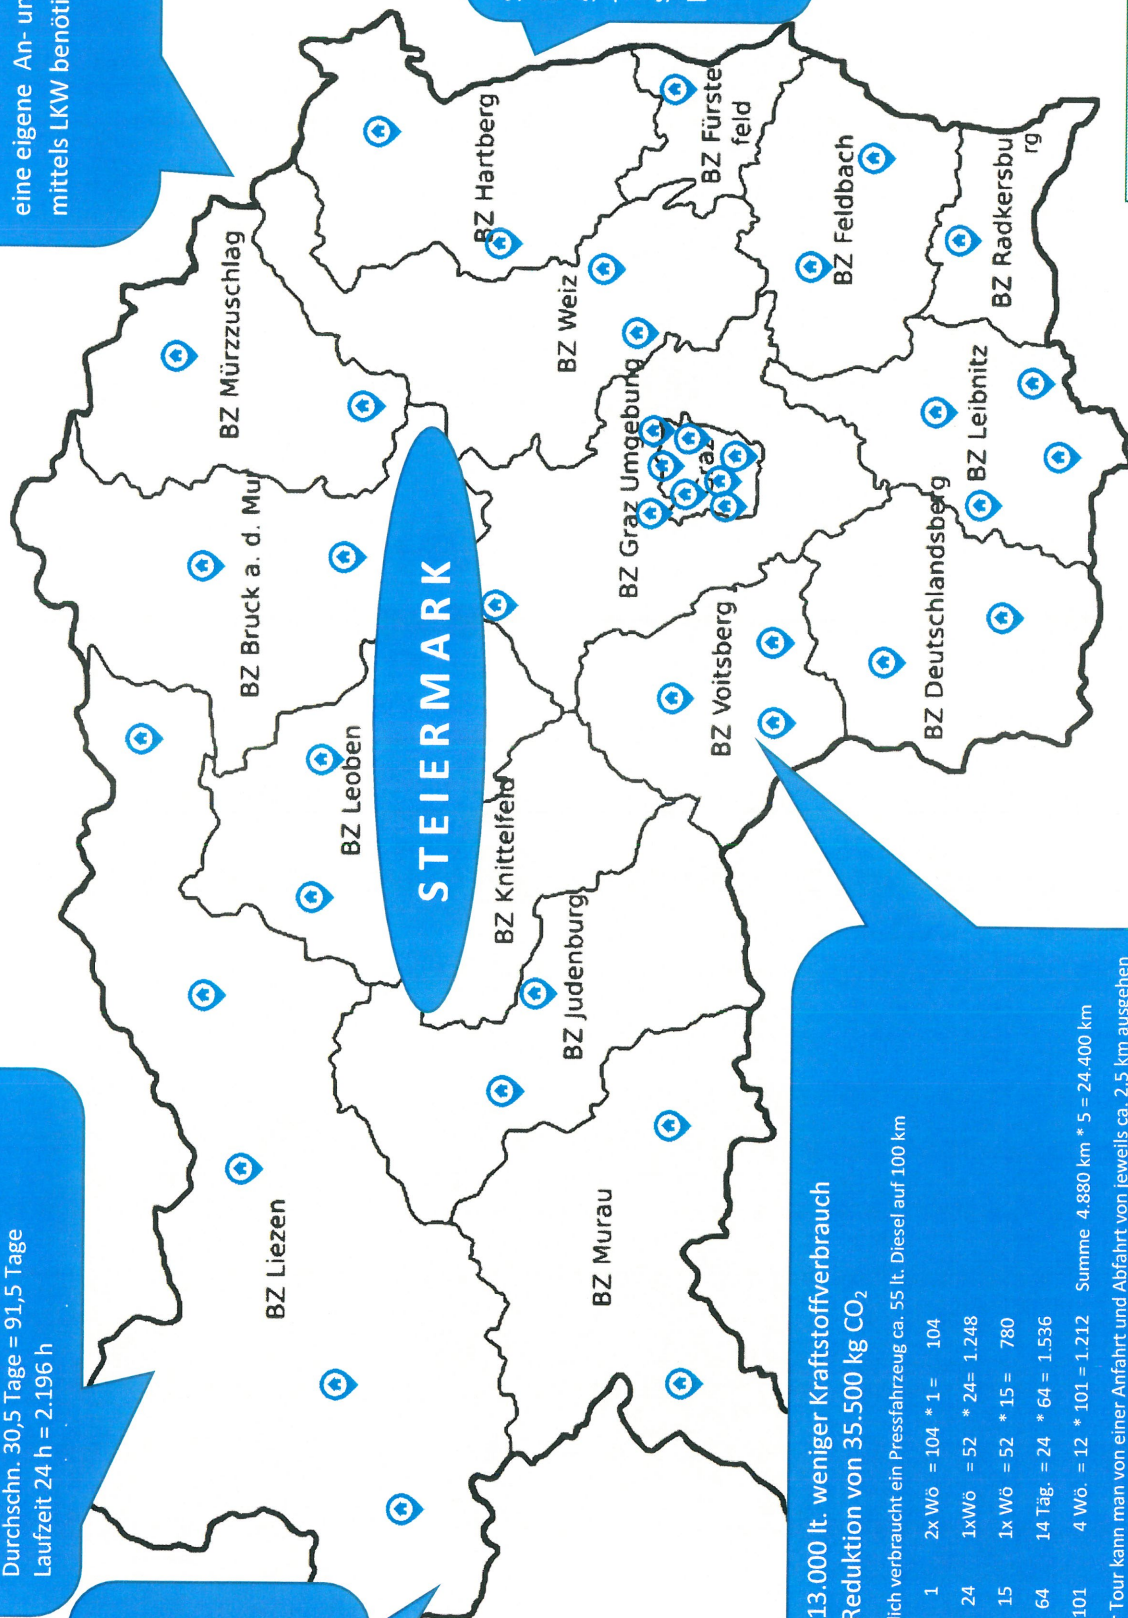 Durchschn. 30,5 Tage = 91,5 Tage
Laufzeit 24 h = 2.196 h
eine eigene An- un
mittels LKW benöti
BZ Mürzzuschlag
BZ Bruck a. d. Mur
BZ Hartberg
BZ Leoben
BZ Liezen
STEIERMARK
BZ Weiz
BZ Fürste
feld
BZ Knittelfeld
BZ Graz Umgebung
Graz
BZ Judenburg
BZ Feldbach
BZ Murau
BZ Voitsberg
BZ Radkersbu
rg
BZ Leibnitz
BZ Deutschlandsberg
13.000 lt. weniger Kraftstoffverbrauch
Reduktion von 35.500 kg CO₂
lich verbraucht ein Pressfahrzeug ca. 55 lt. Diesel auf 100 km
1 2x Wö = 104 * 1 = 104
24 1xWö = 52 * 24= 1.248
15 1x Wö = 52 * 15 = 780
64 14 Täg. = 24 * 64 = 1.536
101 4 Wö. = 12 * 101 = 1.212 Summe 4.880 km * 5 = 24.400 km
Tour kann man von einer Anfahrt und Abfahrt von jeweils ca. 2,5 km ausgehen